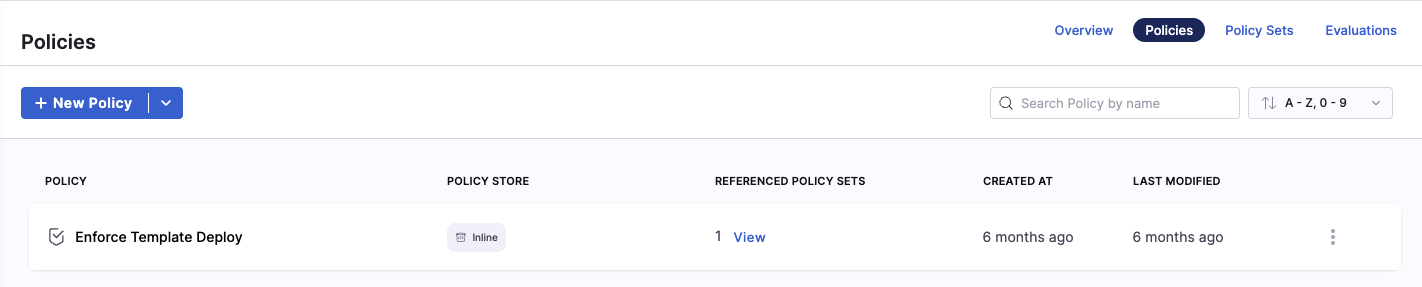 Policies
Overview Policies Policy Sets Evaluations
+ New Policy
Search Policy by name
A - Z, 0 - 9
POLICY POLICY STORE REFERENCED POLICY SETS CREATED AT LAST MODIFIED
Enforce Template Deploy Inline 1 View 6 months ago 6 months ago